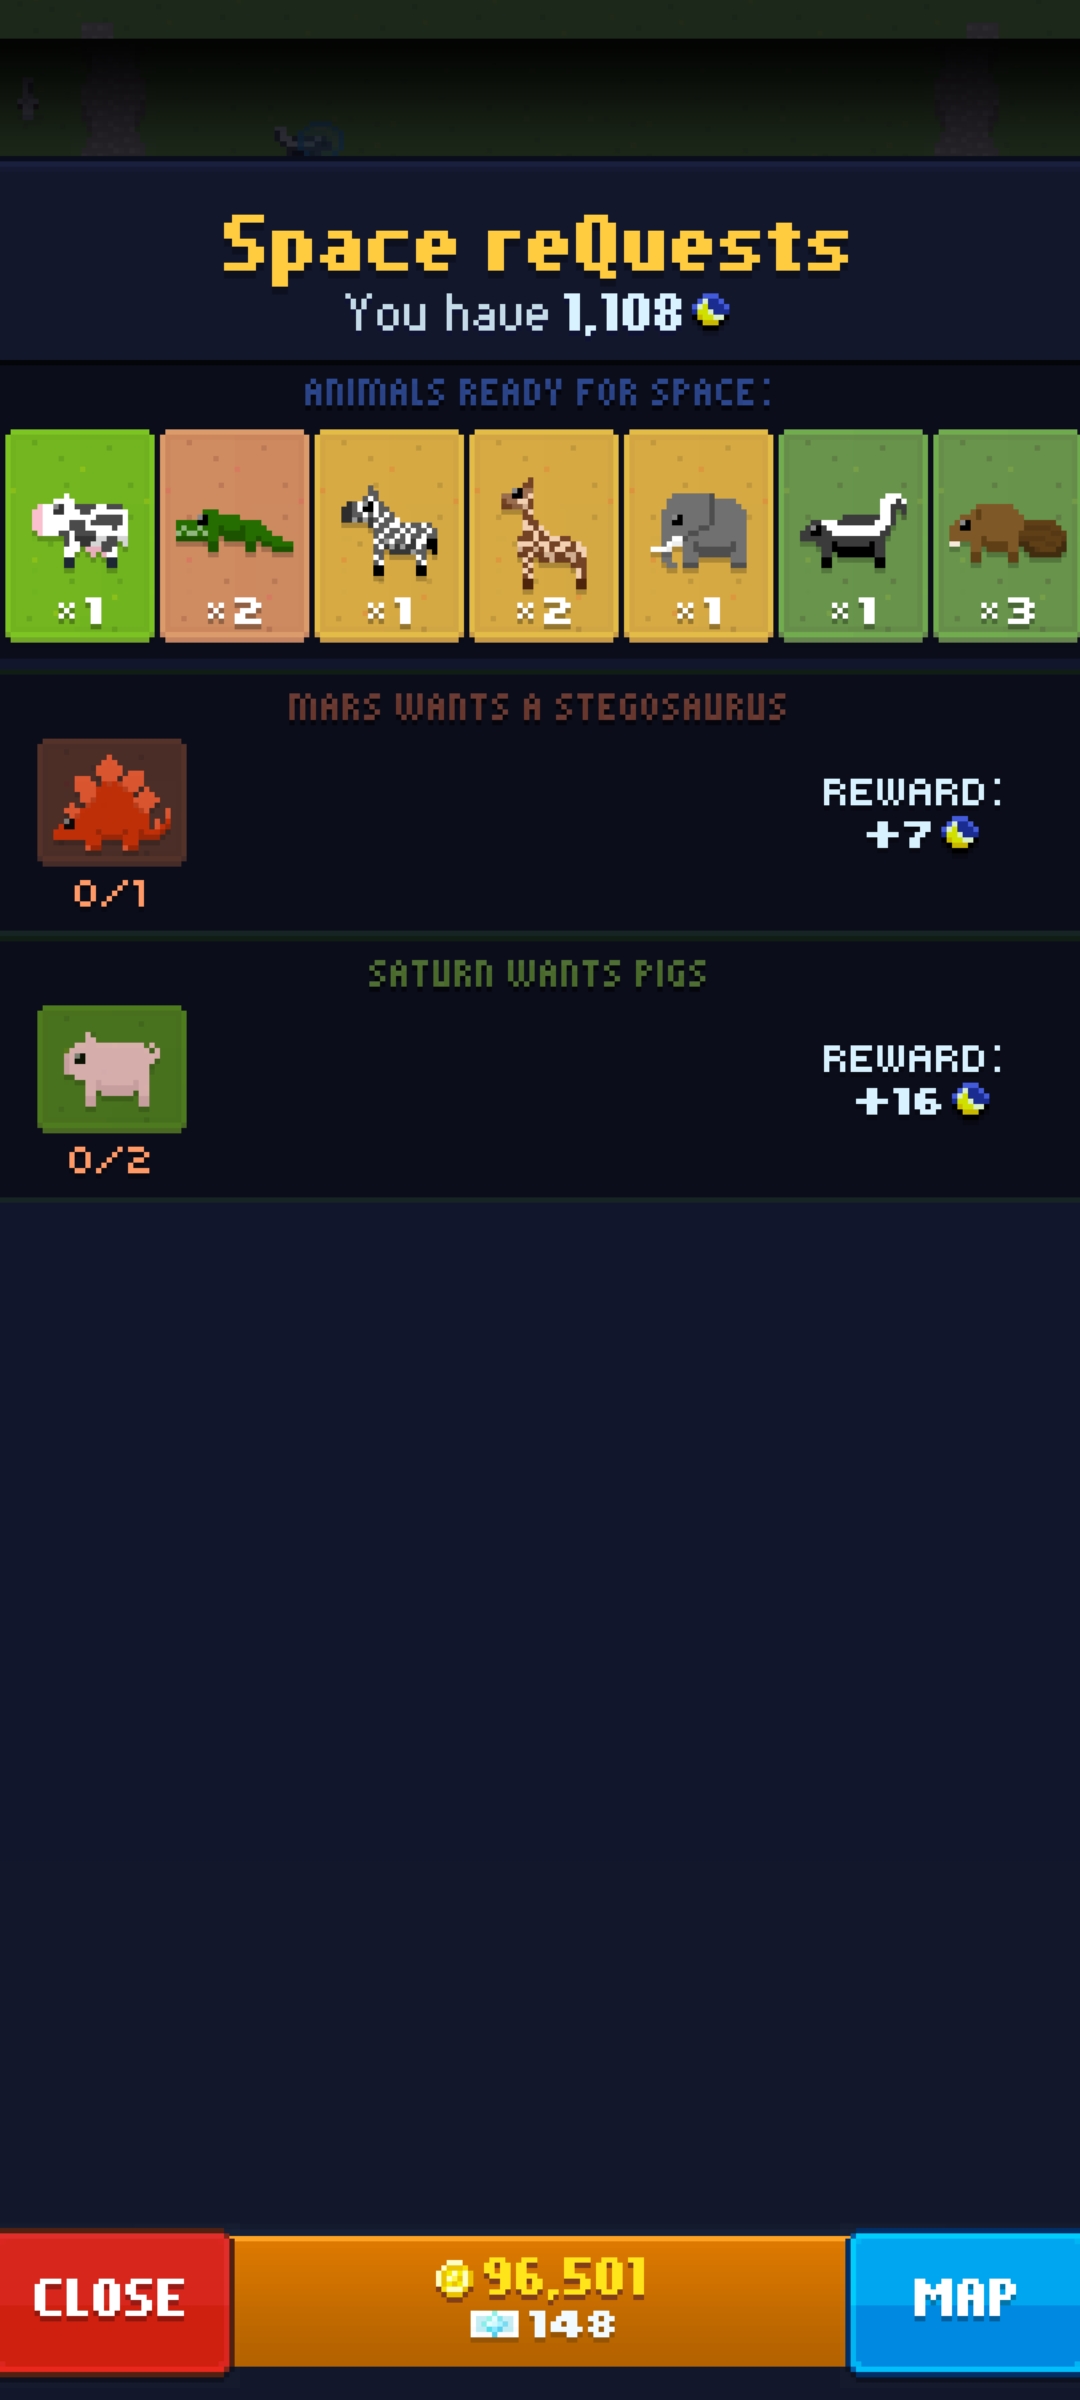 Space reQuests
You have 1,108
ANIMALS READY FOR SPACE:
×1 ×2 ×1 ×2 ×1 ×1 ×3
MARS WANTS A STEGOSAURUS
REWARD:
+7
0/1
SATURN WANTS PIGS
REWARD:
+16
0/2
CLOSE
96,501
148
MAP